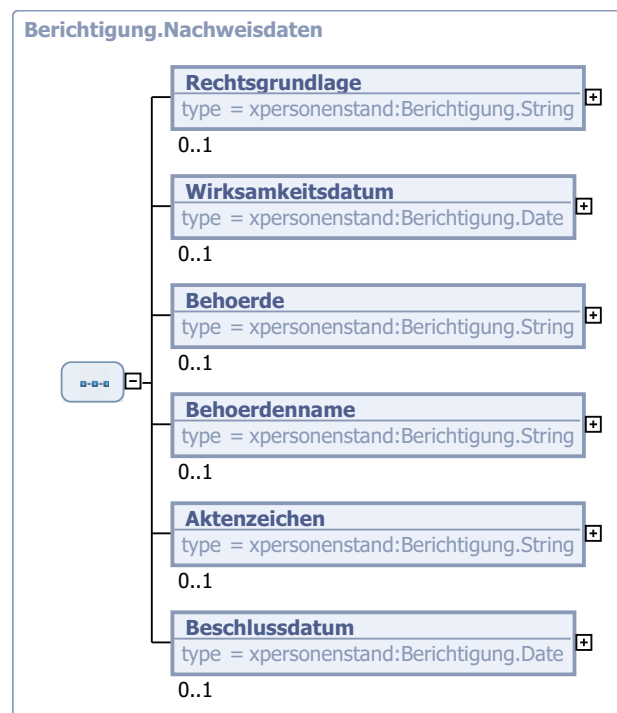 Berichtigung.Nachweisdaten
Rechtsgrundlage
type = xpersonenstand:Berichtigung.String
0..1
Wirksamkeitsdatum
type = xpersonenstand:Berichtigung.Date
0..1
Behoerde
type = xpersonenstand:Berichtigung.String
0..1
Behoerdenname
type = xpersonenstand:Berichtigung.String
0..1
Aktenzeichen
type = xpersonenstand:Berichtigung.String
0..1
Beschlussdatum
type = xpersonenstand:Berichtigung.Date
0..1